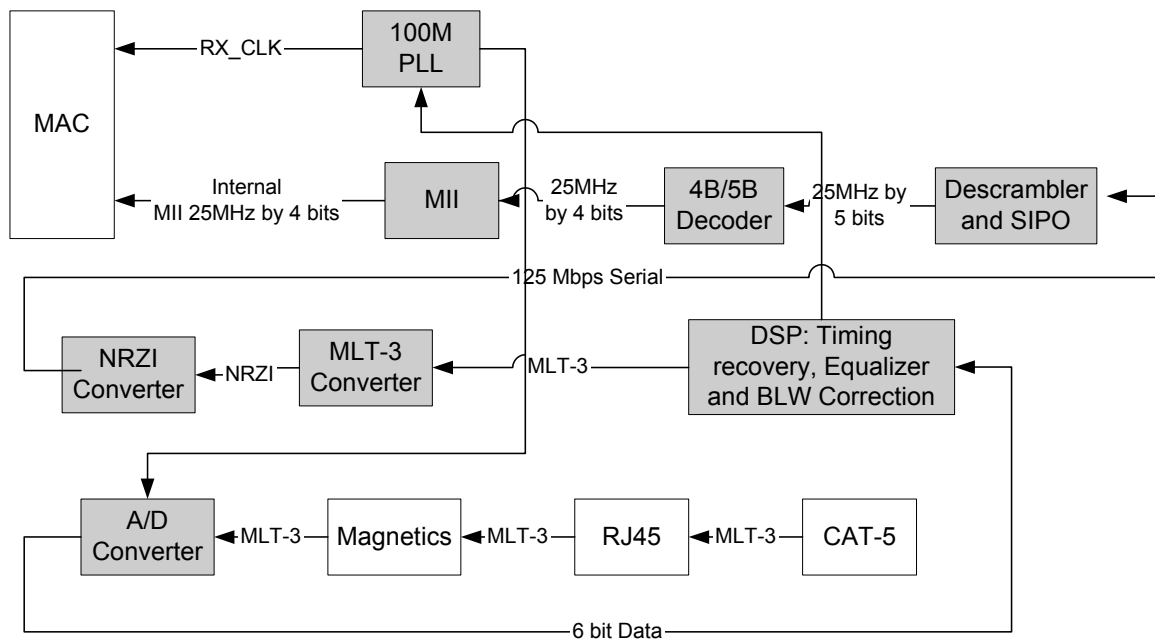 100M
PLL
RX_CLK
MAC
Internal
MII 25MHz by 4 bits
MII
25MHz
by 4 bits
4B/5B
Decoder
25MHz by
5 bits
Descrambler
and SIPO
125 Mbps Serial
NRZI
Converter
NRZI
MLT-3
Converter
MLT-3
DSP: Timing
recovery, Equalizer
and BLW Correction
A/D
Converter
MLT-3
Magnetics
MLT-3
RJ45
MLT-3
CAT-5
6 bit Data